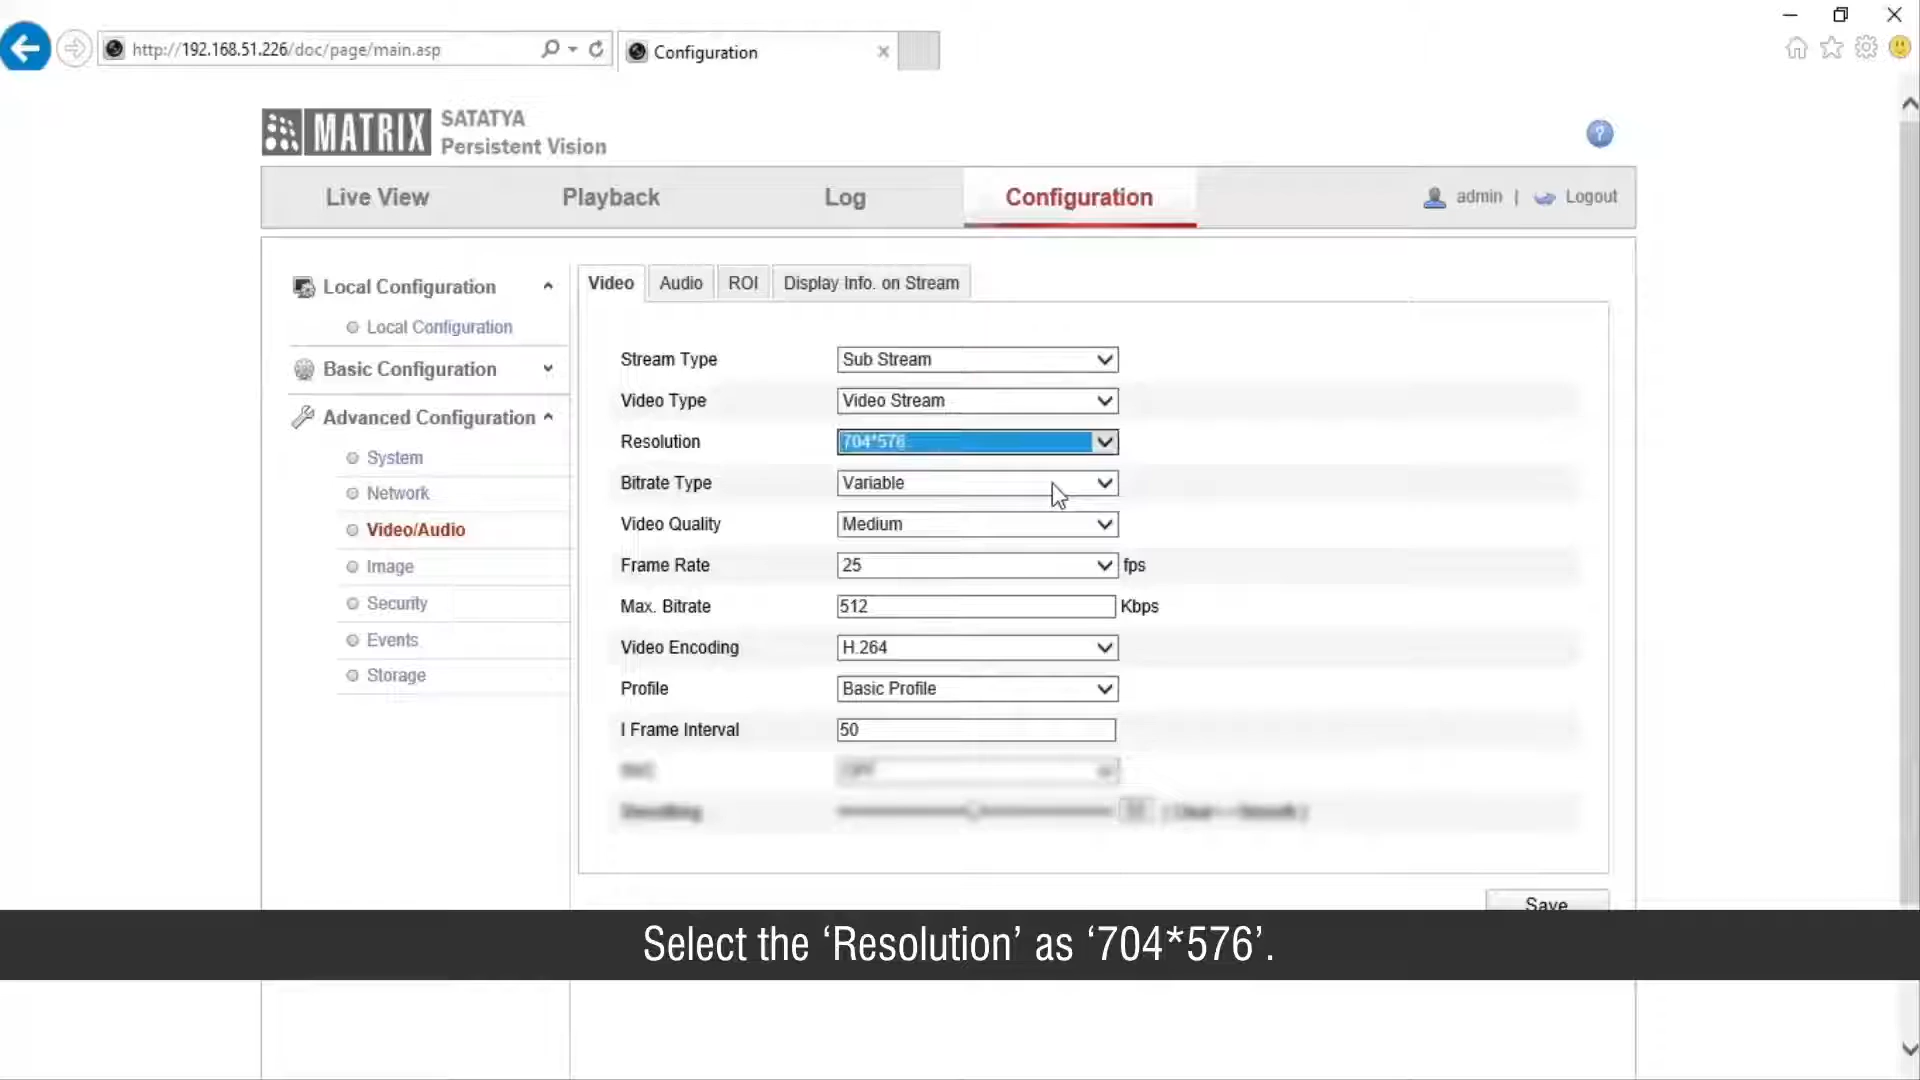 http://192.168.51.226/doc/page/main.asp
Configuration
MATRIX
SATATYA
Persistent Vision
Live View
Playback
Log
Configuration
admin | Logout
Local Configuration
Local Configuration
Basic Configuration
Advanced Configuration
System
Network
Video/Audio
Image
Security
Events
Storage
Video
Audio
ROI
Display Info. on Stream
Stream Type Sub Stream
Video Type Video Stream
Resolution 704*576
Bitrate Type Variable
Video Quality Medium
Frame Rate 25 fps
Max. Bitrate 512 Kbps
Video Encoding H.264
Profile Basic Profile
I Frame Interval 50
Save
Select the ‘Resolution’ as ‘704*576’.